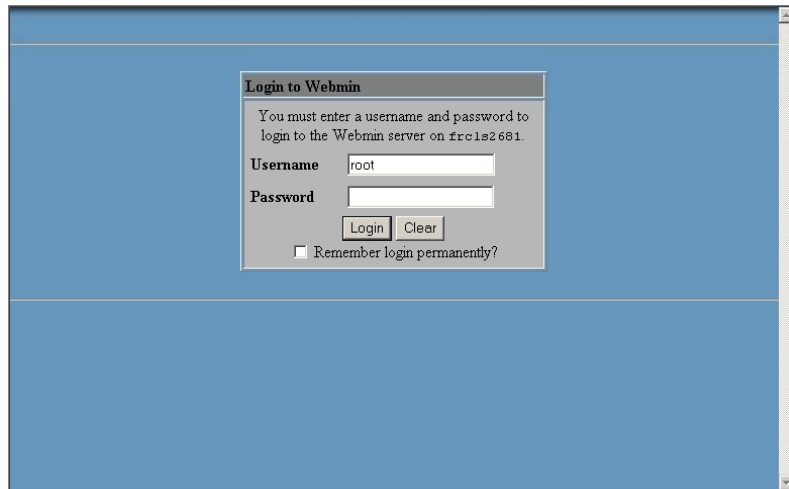 Login to Webmin
You must enter a username and password to
login to the Webmin server on frcls2681.
Username root
Password
Login Clear
Remember login permanently?